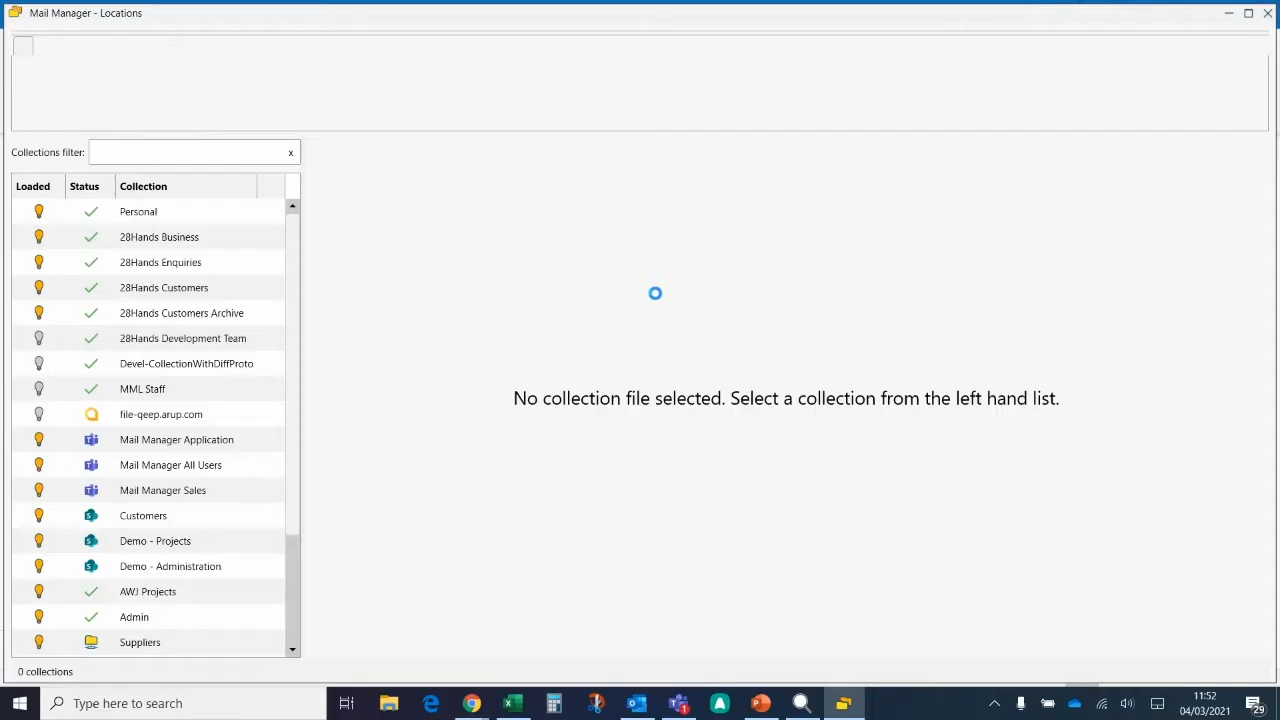 Mail Manager - Locations
Collections filter:
x
Loaded Status Collection
Personal
28Hands Business
28Hands Enquiries
28Hands Customers
28Hands Customers Archive
28Hands Development Team
Devel-CollectionWithDiffProto
MML Staff
file-qeep.arup.com
Mail Manager Application
Mail Manager All Users
Mail Manager Sales
Customers
Demo - Projects
Demo - Administration
AWJ Projects
Admin
Suppliers
No collection file selected. Select a collection from the left hand list.
0 collections
Type here to search
11:52
04/03/2021
29